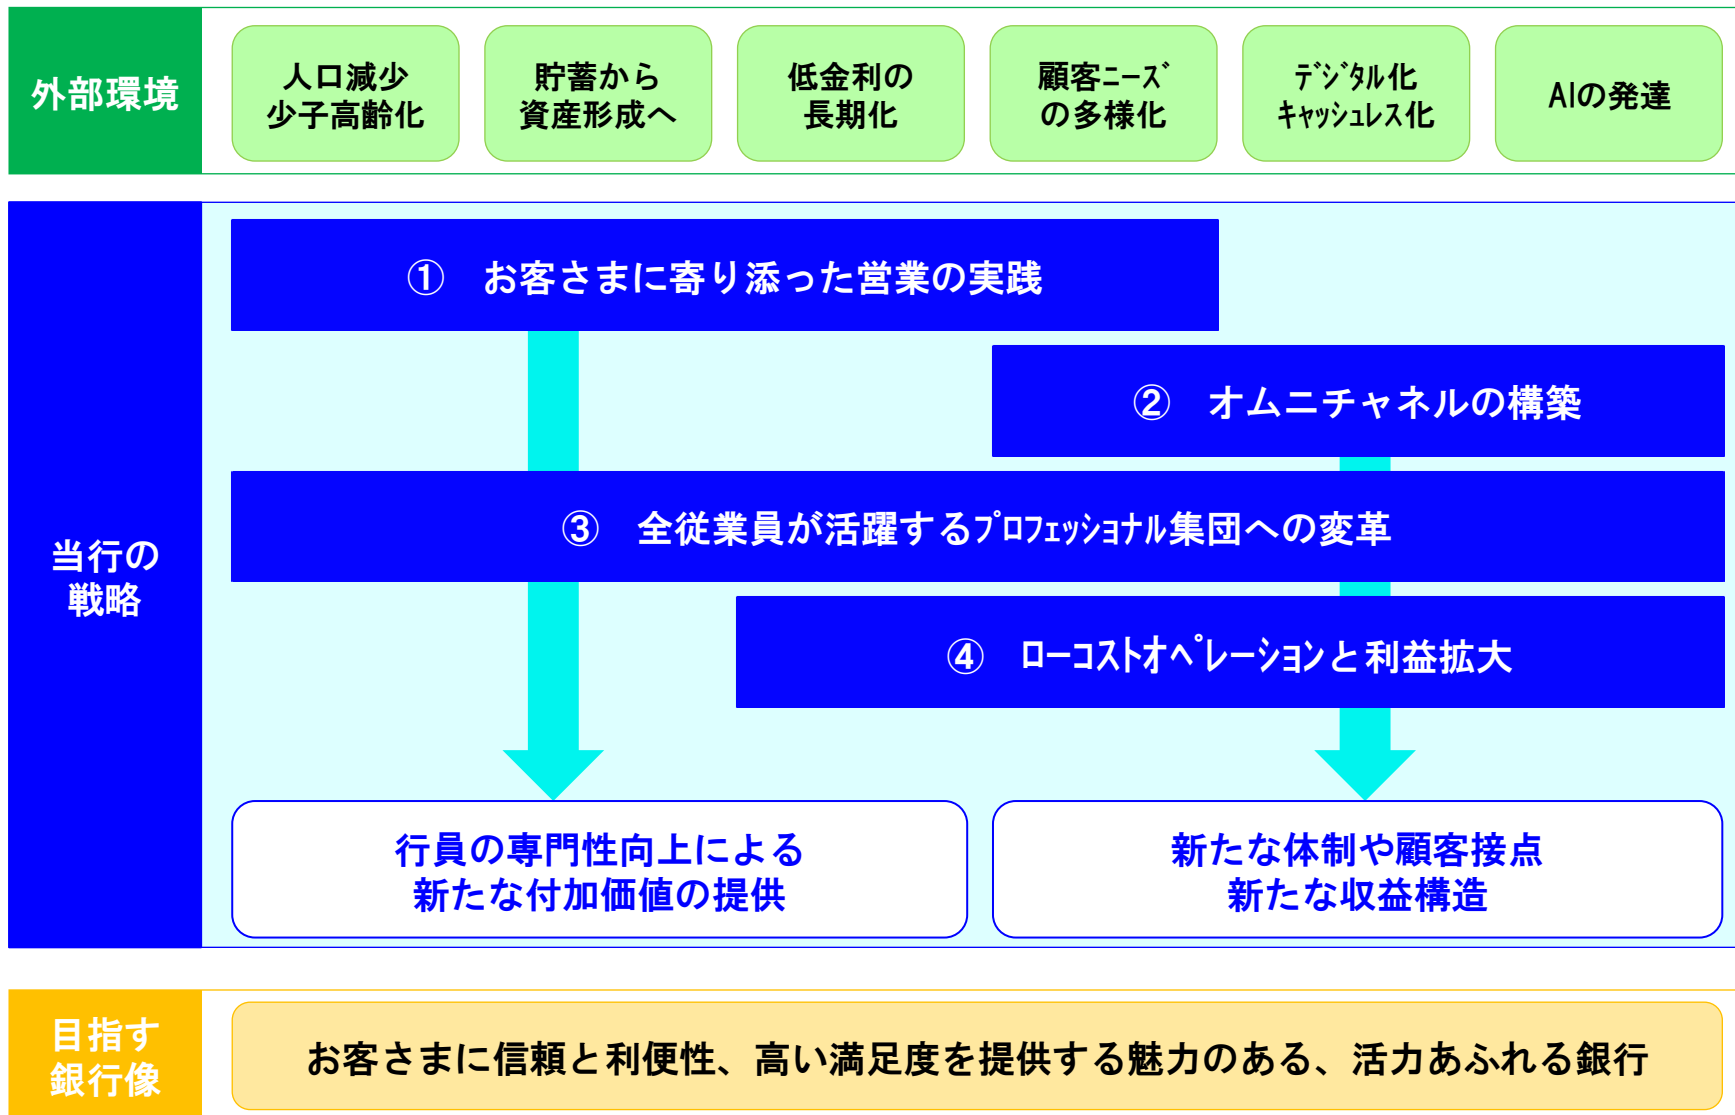 外部環境
人口減少
少子高齢化
貯蓄から
資産形成へ
低金利の
長期化
顧客ﾆｰｽﾞ
の多様化
ﾃﾞｼﾞﾀﾙ化
ｷｬｯｼｭﾚｽ化
AIの発達
当行の
戦略
① お客さまに寄り添った営業の実践
② オムニチャネルの構築
③ 全従業員が活躍するﾌﾟﾛﾌｪｯｼｮﾅﾙ集団への変革
④ ﾛｰｺｽﾄｵﾍﾟﾚｰｼｮﾝと利益拡大
行員の専門性向上による
新たな付加価値の提供
新たな体制や顧客接点
新たな収益構造
目指す
銀行像
お客さまに信頼と利便性、高い満足度を提供する魅力のある、活力あふれる銀行